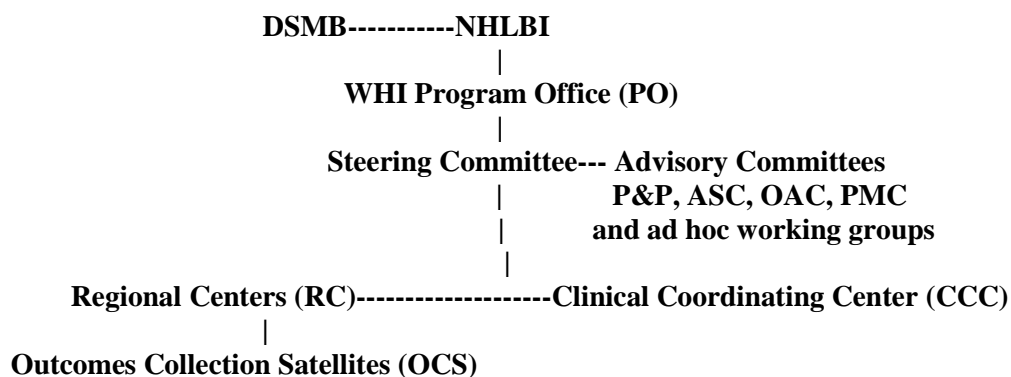 DSMB-----------NHLBI
|
WHI Program Office (PO)
|
Steering Committee--- Advisory Committees
| P&P, ASC, OAC, PMC
| and ad hoc working groups
|
Regional Centers (RC)--------------------Clinical Coordinating Center (CCC)
|
Outcomes Collection Satellites (OCS)